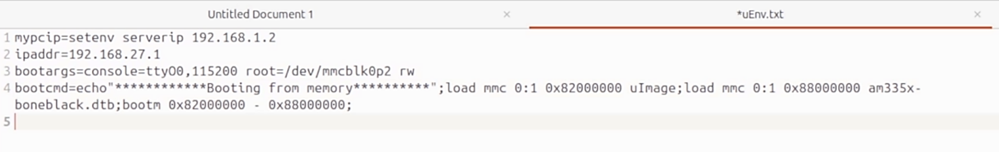 Untitled Document 1 × *uEnv.txt ×
1 mypcip=setenv serverip 192.168.1.2
2 ipaddr=192.168.27.1
3 bootargs=console=ttyO0,115200 root=/dev/mmcblk0p2 rw
4 bootcmd=echo"************Booting from memory**********";load mmc 0:1 0x82000000 uImage;load mmc 0:1 0x88000000 am335x-
boneblack.dtb;bootm 0x82000000 - 0x88000000;
5